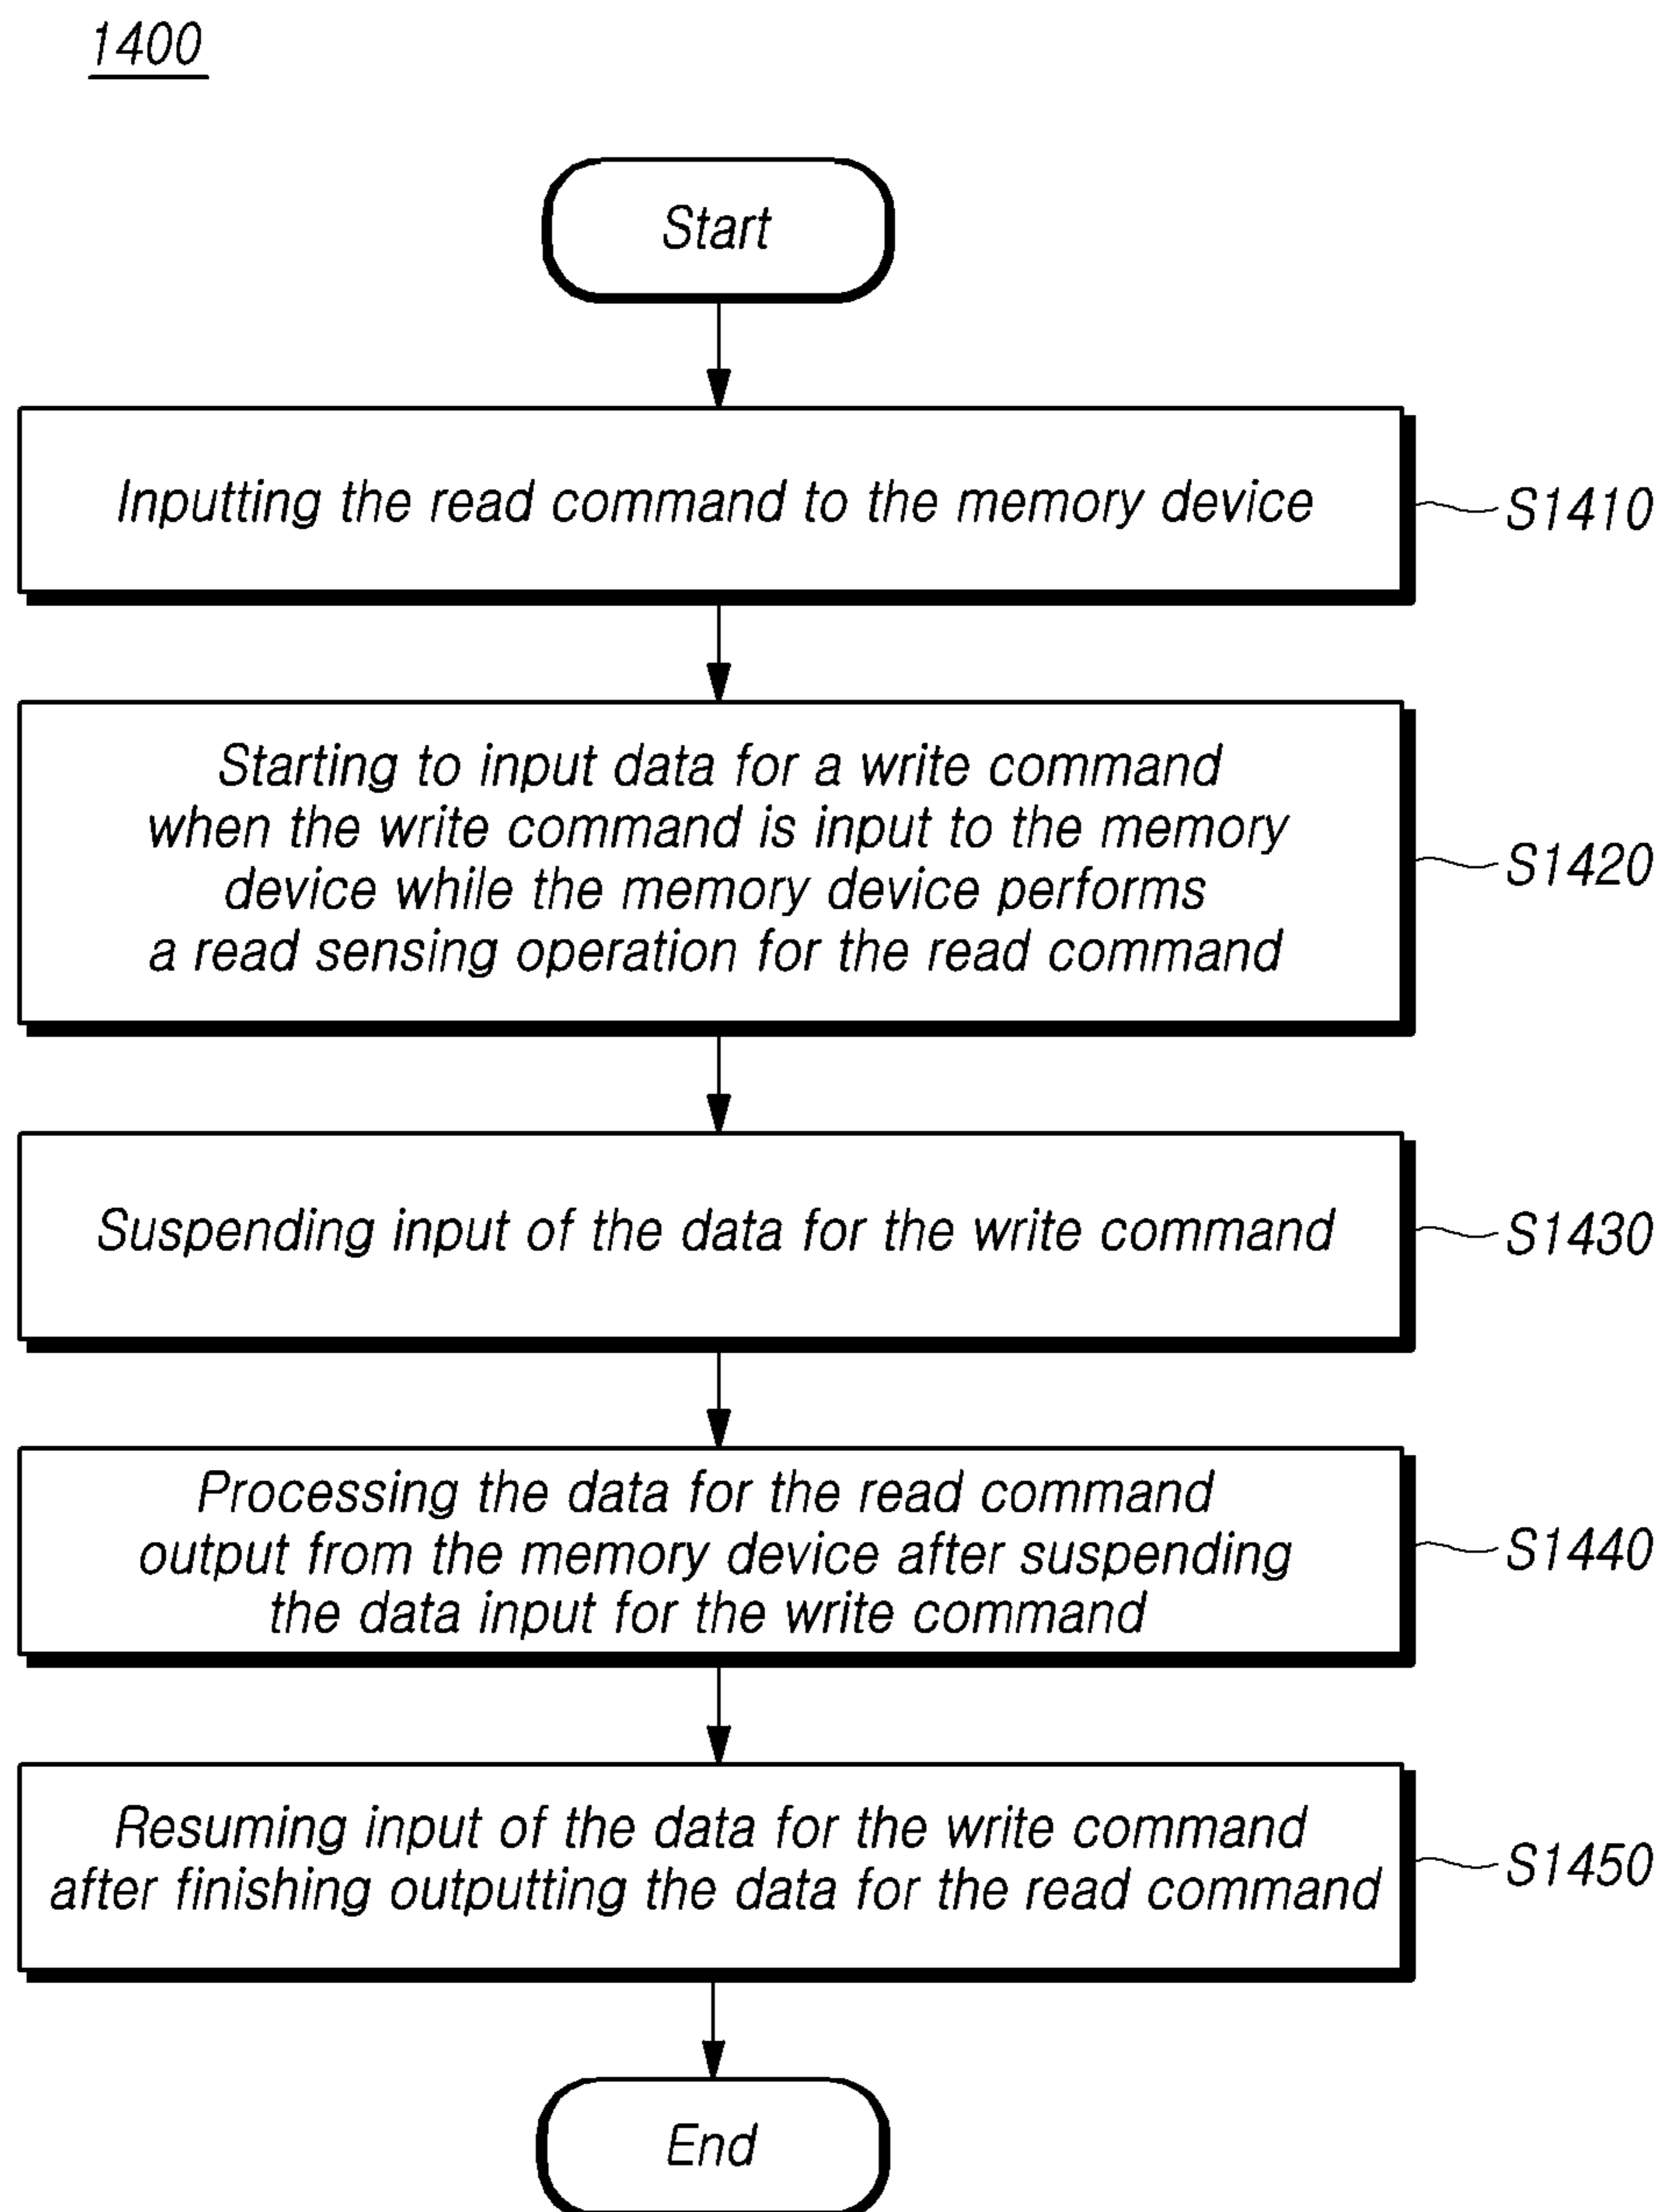 1400
Start
Inputting the read command to the memory device
S1410
Starting to input data for a write command
when the write command is input to the memory
device while the memory device performs
a read sensing operation for the read command
S1420
Suspending input of the data for the write command
S1430
Processing the data for the read command
output from the memory device after suspending
the data input for the write command
S1440
Resuming input of the data for the write command
after finishing outputting the data for the read command
S1450
End